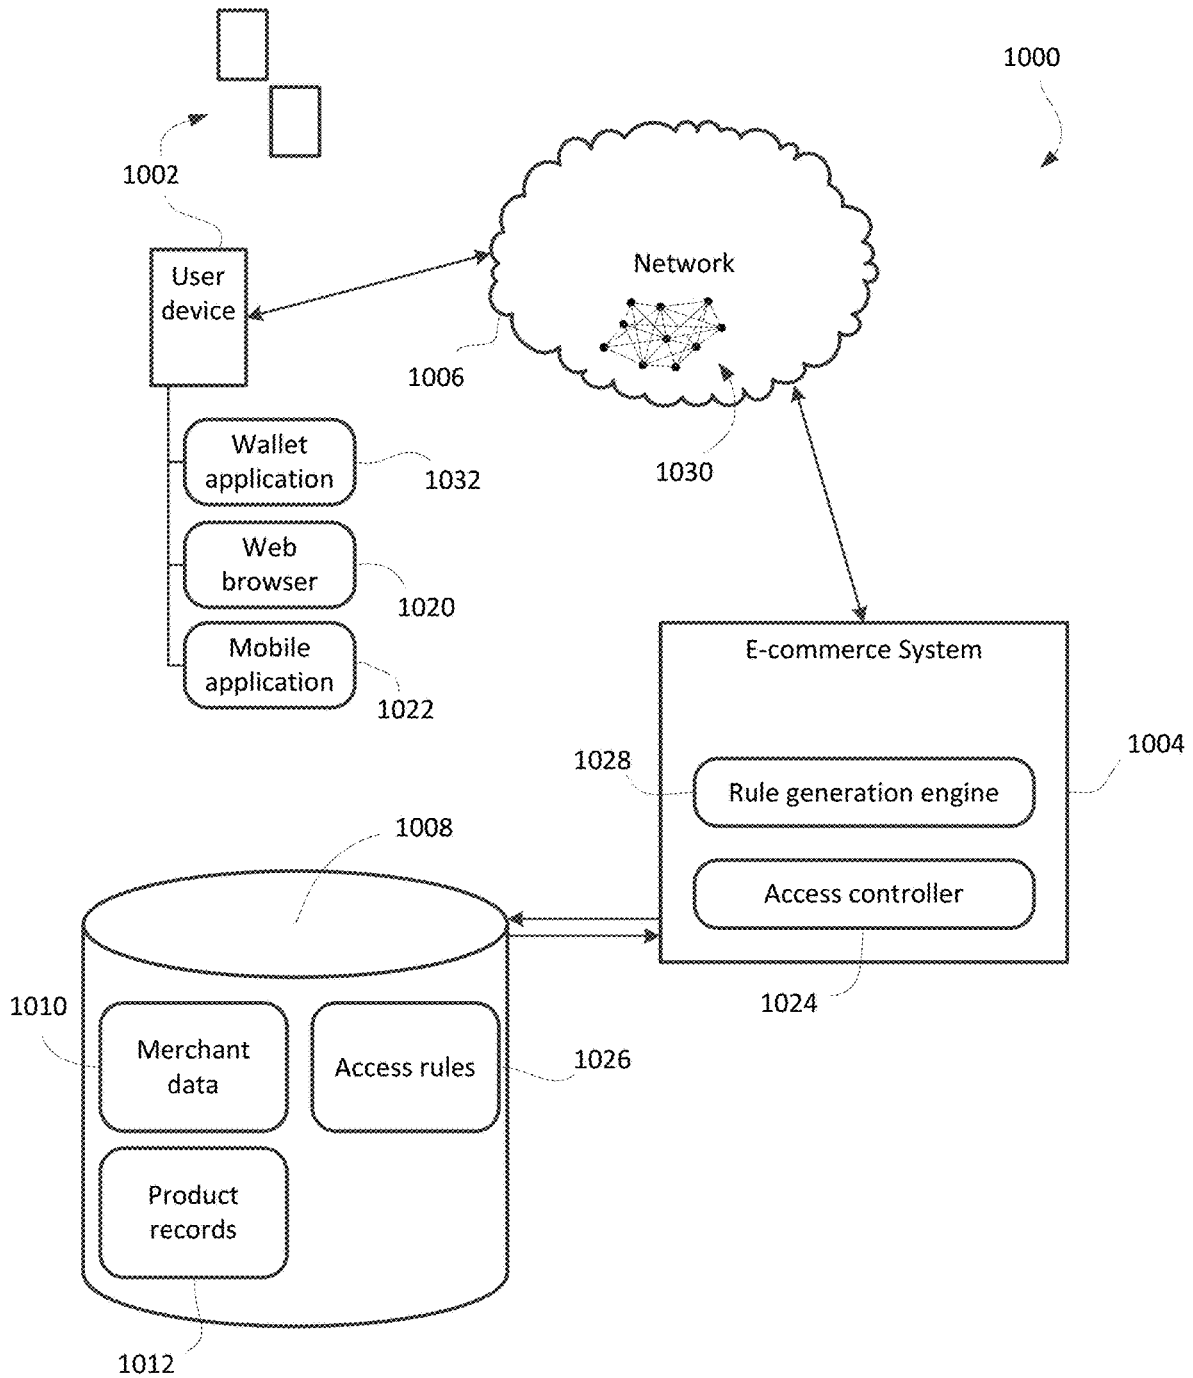 1000
1002
User
device
Network
1006
1030
Wallet
application
1032
Web
browser
1020
Mobile
application
1022
E-commerce System
1004
1028
Rule generation engine
Access controller
1024
1008
1010
Merchant
data
Access rules
1026
Product
records
1012